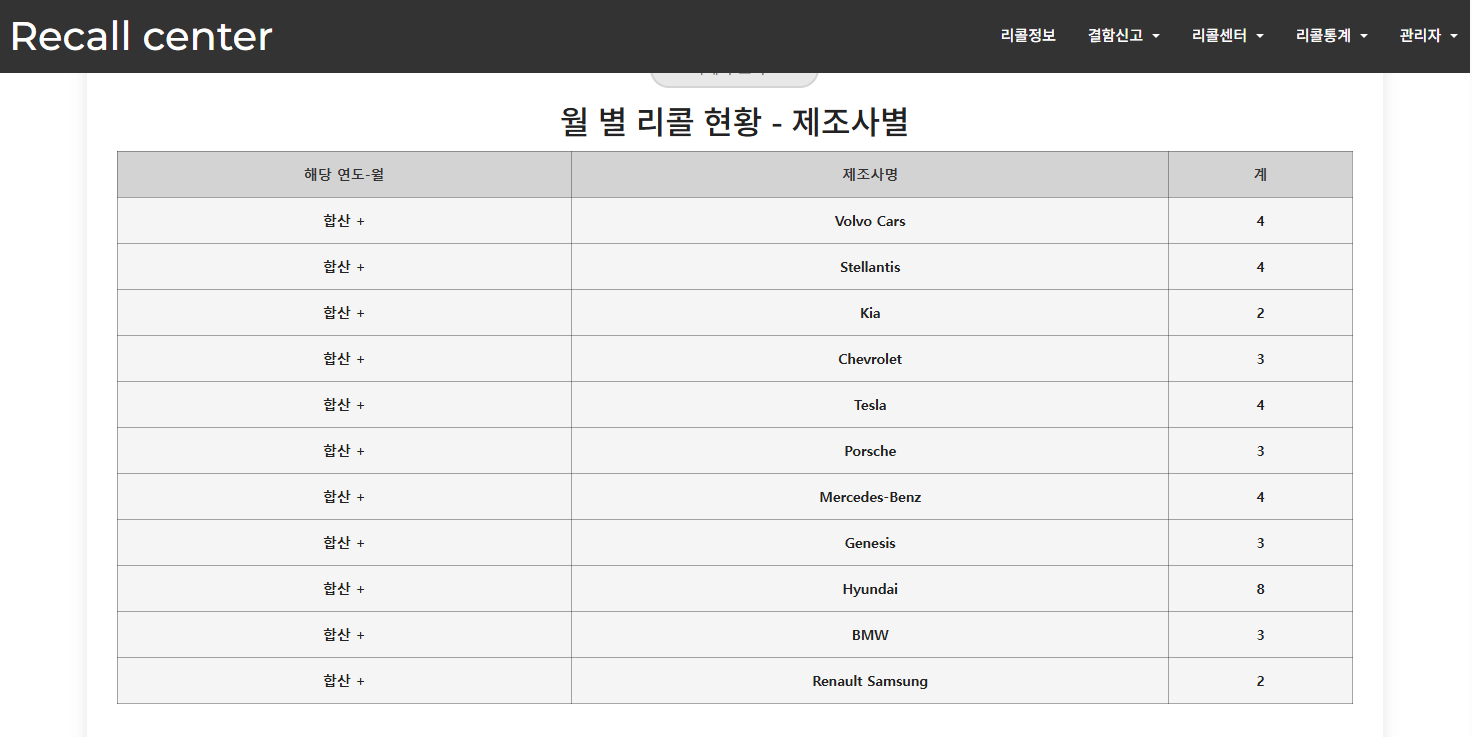 Recall center
리콜정보 결함신고 리콜센터 리콜통계 관리자
월 별 리콜 현황 - 제조사별
해당 연도-월 제조사명 계
합산 + Volvo Cars 4
합산 + Stellantis 4
합산 + Kia 2
합산 + Chevrolet 3
합산 + Tesla 4
합산 + Porsche 3
합산 + Mercedes-Benz 4
합산 + Genesis 3
합산 + Hyundai 8
합산 + BMW 3
합산 + Renault Samsung 2